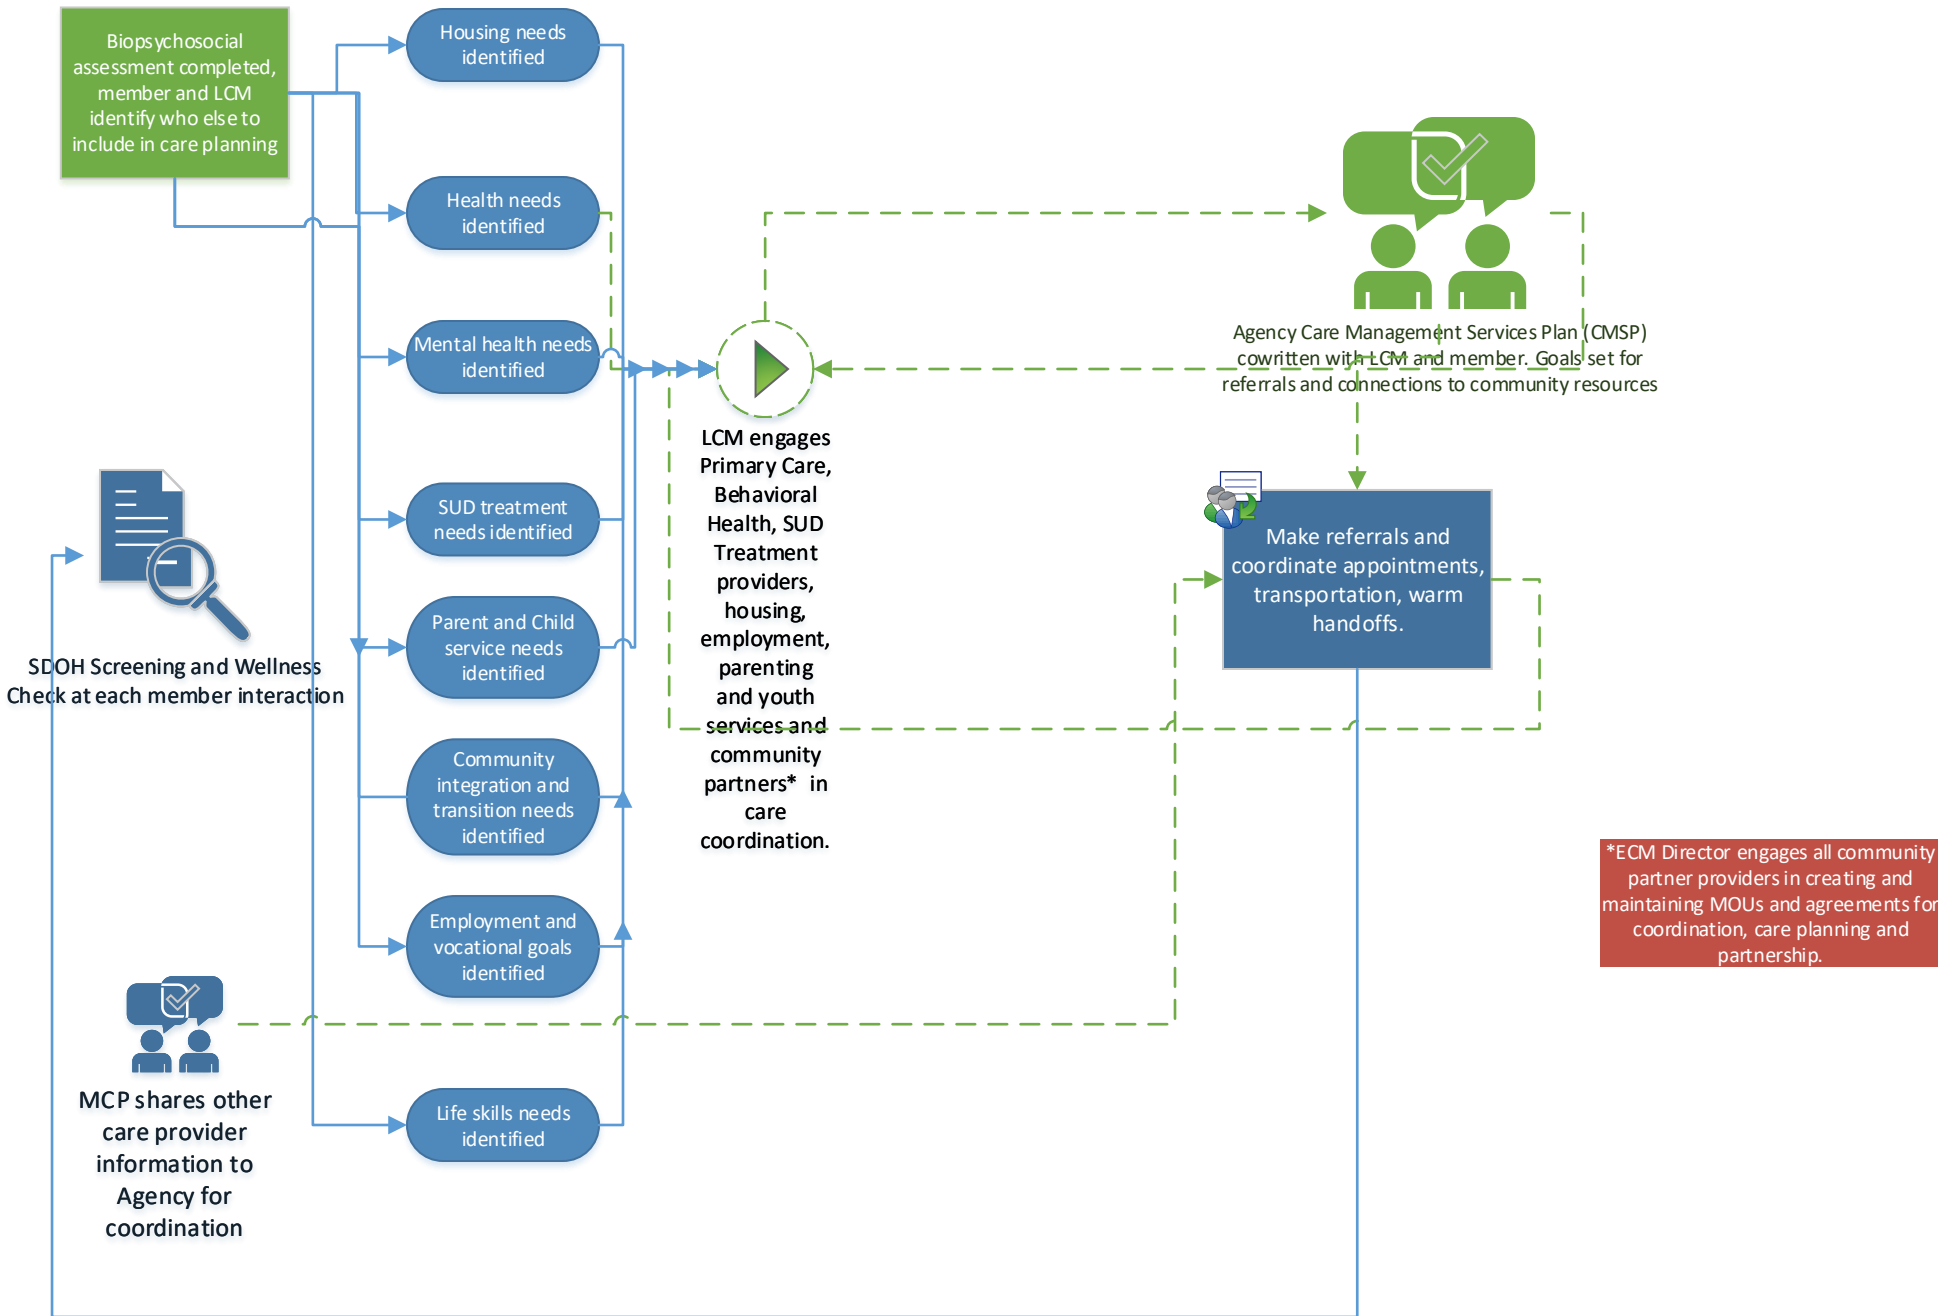 Biopsychosocial
assessment completed,
member and LCM
identify who else to
include in care planning
Housing needs
identified
Health needs
identified
Mental health needs
identified
SUD treatment
needs identified
Parent and Child
service needs
identified
Community
integration and
transition needs
identified
Employment and
vocational goals
identified
Life skills needs
identified
SDOH Screening and Wellness
Check at each member interaction
MCP shares other
care provider
information to
Agency for
coordination
LCM engages
Primary Care,
Behavioral
Health, SUD
Treatment
providers,
housing,
employment,
parenting
and youth
services and
community
partners* in
care
coordination.
Agency Care Management Services Plan (CMSP)
cowritten with LCM and member. Goals set for
referrals and connections to community resources
Make referrals and
coordinate appointments,
transportation, warm
handoffs.
*ECM Director engages all community
partner providers in creating and
maintaining MOUs and agreements for
coordination, care planning and
partnership.